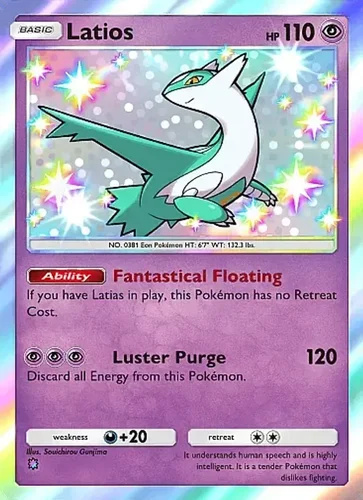 BASIC Latios HP 110
NO. 0381 Eon Pokémon HT: 6'7" WT: 132.3 lbs.
Ability Fantastical Floating
If you have Latias in play, this Pokémon has no Retreat
Cost.
Luster Purge 120
Discard all Energy from this Pokémon.
weakness +20 retreat
Illus. Souichirou Gunjima
It understands human speech and is highly
intelligent. It is a tender Pokémon that
dislikes fighting.